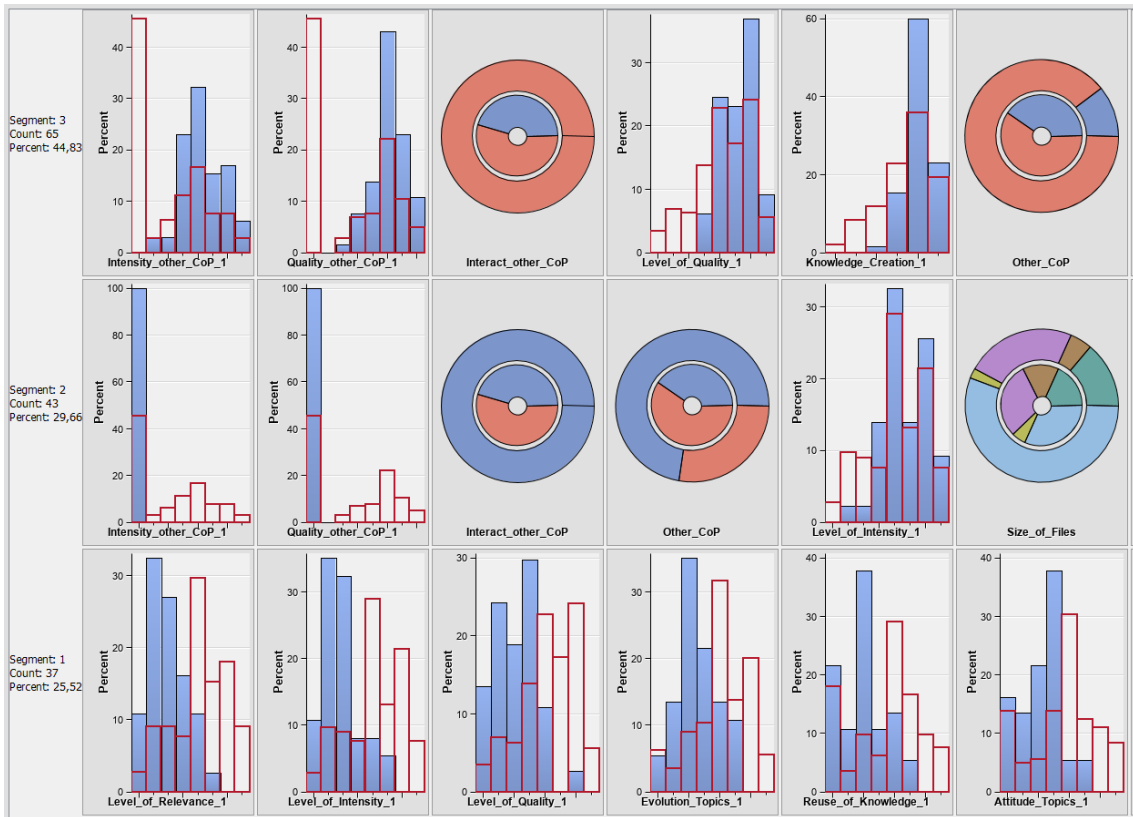 Segment: 3
Count: 65
Percent: 44,83
Percent
40
30
20
10
0
Intensity_other_CoP_1
Percent
40
30
20
10
0
Quality_other_CoP_1
Interact_other_CoP
Percent
30
20
10
0
Level_of_Quality_1
Percent
60
40
20
0
Knowledge_Creation_1
Other_CoP
Segment: 2
Count: 43
Percent: 29,66
Percent
100
80
60
40
20
0
Intensity_other_CoP_1
Percent
100
80
60
40
20
0
Quality_other_CoP_1
Interact_other_CoP
Other_CoP
Percent
30
20
10
0
Level_of_Intensity_1
Size_of_Files
Segment: 1
Count: 37
Percent: 25,52
Percent
30
20
10
0
Level_of_Relevance_1
Percent
30
20
10
0
Level_of_Intensity_1
Percent
30
20
10
0
Level_of_Quality_1
Percent
30
20
10
0
Evolution_Topics_1
Percent
40
30
20
10
0
Reuse_of_Knowledge_1
Percent
40
30
20
10
0
Attitude_Topics_1